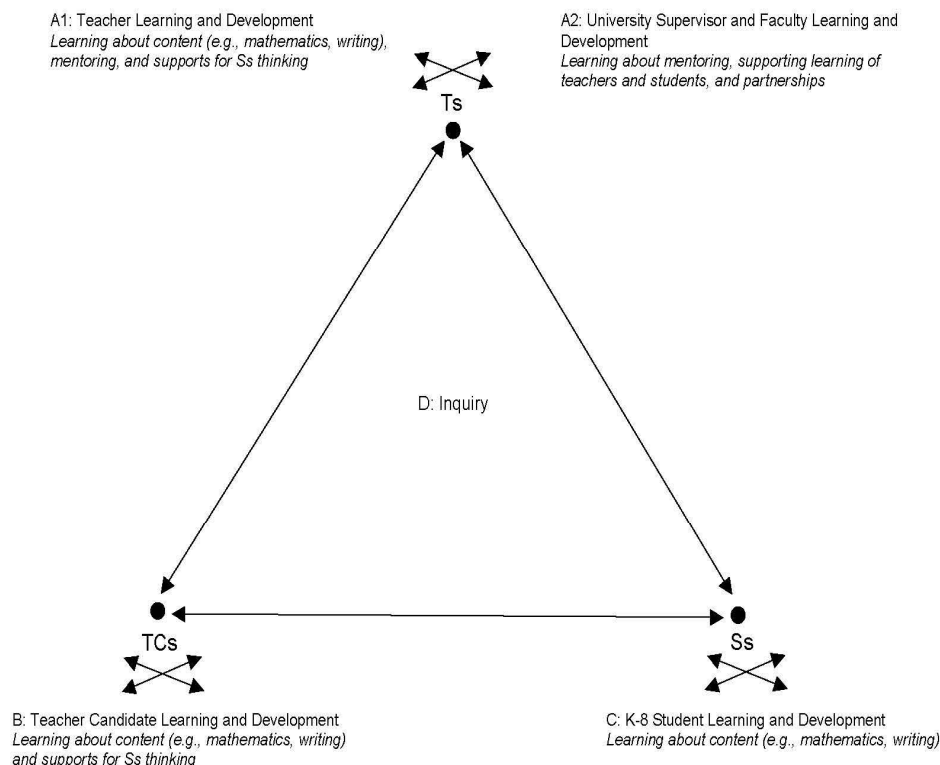 A1: Teacher Learning and Development
Learning about content (e.g., mathematics, writing),
mentoring, and supports for Ss thinking
A2: University Supervisor and Faculty Learning and
Development
Learning about mentoring, supporting learning of
teachers and students, and partnerships
Ts
D: Inquiry
TCs
Ss
B: Teacher Candidate Learning and Development
Learning about content (e.g., mathematics, writing)
and supports for Ss thinking
C: K-8 Student Learning and Development
Learning about content (e.g., mathematics, writing)